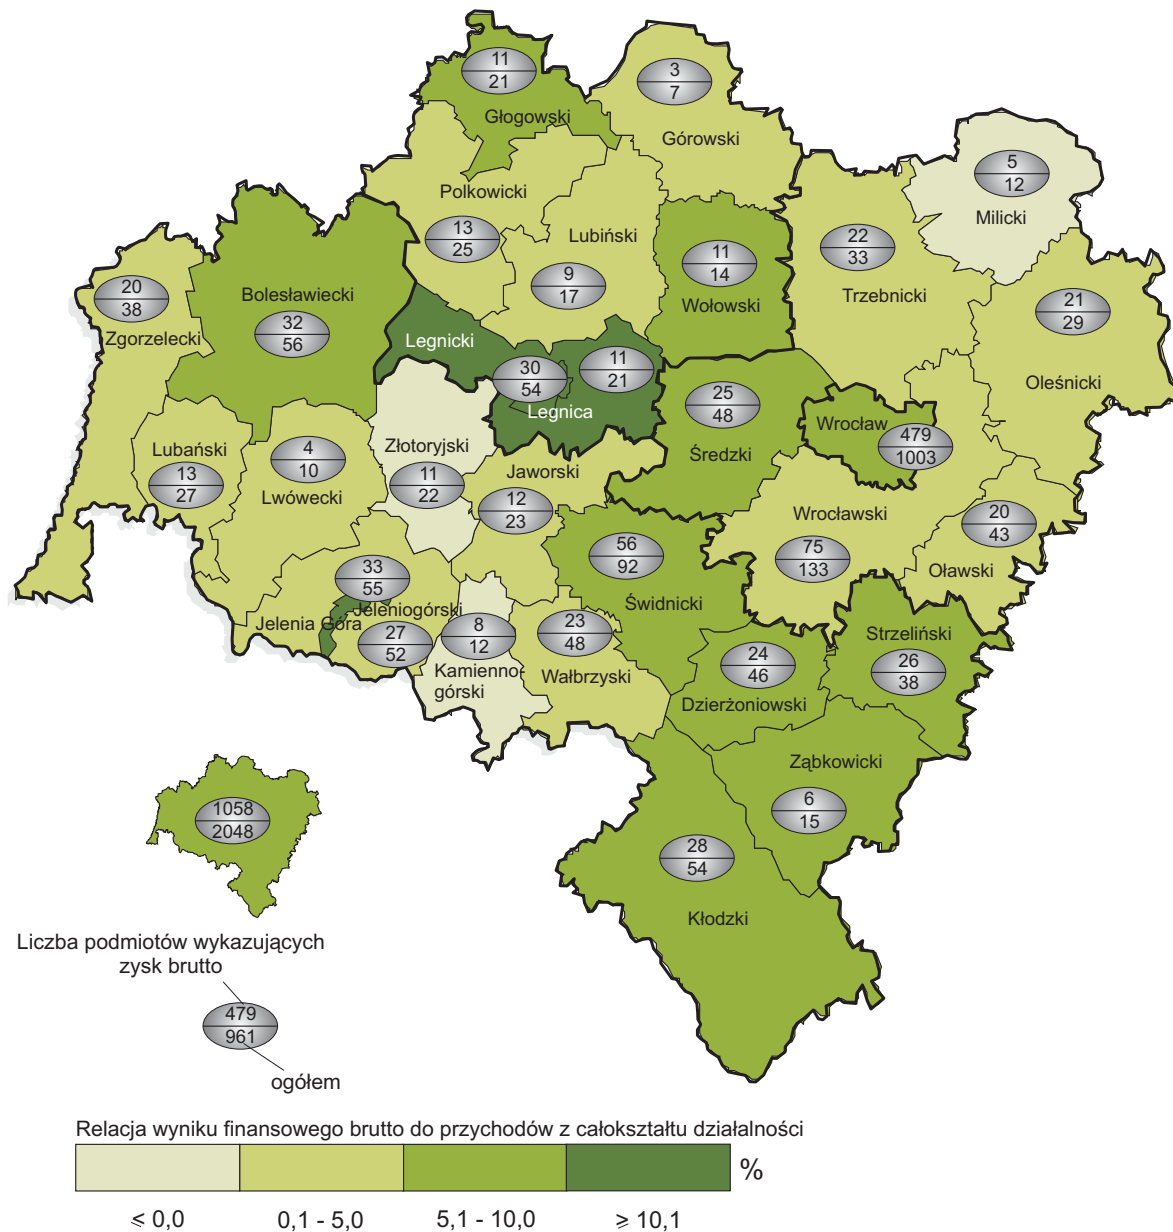 11
21
Głogowski
3
7
Górowski
5
12
Milicki
Polkowicki
13
25
Lubiński
9
17
11
14
Wołowski
22
33
Trzebnicki
20
38
Zgorzelecki
Bolesławiecki
32
56
21
29
Oleśnicki
Legnicki
30
54
11
21
Legnica
25
48
Średzki
Wrocław
479
1003
Lubański
13
27
4
10
Lwówecki
Złotoryjski
11
22
Jaworski
12
23
Wrocławski
75
133
20
43
Oławski
56
92
Świdnicki
33
55
Jelenia Góra
Jeleniogórski
27
52
8
12
Kamienno-
górski
23
48
Wałbrzyski
24
46
Dzierżoniowski
Strzeliński
26
38
Ząbkowicki
6
15
28
54
Kłodzki
1058
2048
Liczba podmiotów wykazujących
zysk brutto
479
961
ogółem
Relacja wyniku finansowego brutto do przychodów z całokształtu działalności
%
≤ 0,0
0,1 - 5,0
5,1 - 10,0
≥ 10,1